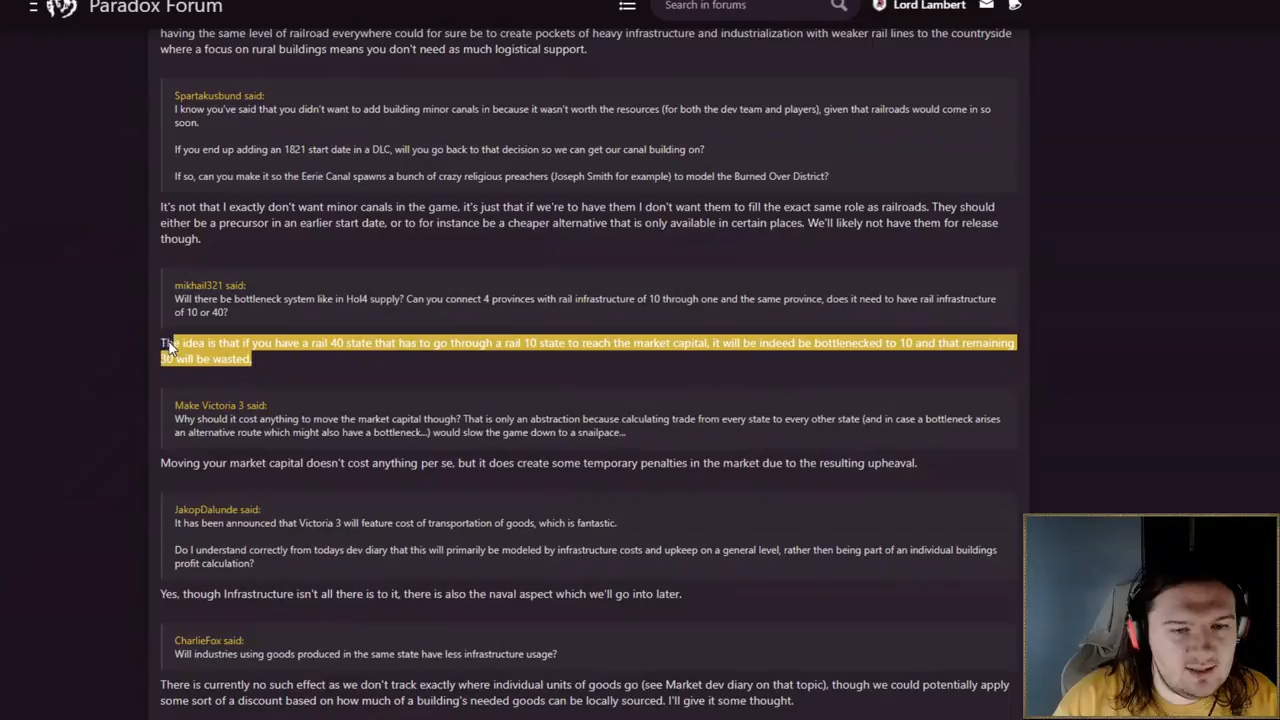 Paradox Forum
Search in forums
Lord Lambert
having the same level of railroad everywhere could for sure be to create pockets of heavy infrastructure and industrialization with weaker rail lines to the countryside
where a focus on rural buildings means you don't need as much logistical support.
Spartakusbund said:
I know you've said that you didn't want to add building minor canals in because it wasn't worth the resources (for both the dev team and players), given that railroads would come in so
soon.
If you end up adding an 1821 start date in a DLC, will you go back to that decision so we can get our canal building on?
If so, can you make it so the Eerie Canal spawns a bunch of crazy religious preachers (Joseph Smith for example) to model the Burned Over District?
It's not that I exactly don't want minor canals in the game, it's just that if we're to have them I don't want them to fill the exact same role as railroads. They should
either be a precursor in an earlier start date, or to for instance be a cheaper alternative that is only available in certain places. We'll likely not have them for release
though.
mikhail321 said:
Will there be bottleneck system like in HoI4 supply? Can you connect 4 provinces with rail infrastructure of 10 through one and the same province, does it need to have rail infrastructure
of 10 or 40?
The idea is that if you have a rail 40 state that has to go through a rail 10 state to reach the market capital, it will be indeed be bottlenecked to 10 and that remaining
30 will be wasted.
Make Victoria 3 said:
Why should it cost anything to move the market capital though? That is only an abstraction because calculating trade from every state to every other state (and in case a bottleneck arises
an alternative route which might also have a bottleneck...) would slow the game down to a snailpace...
Moving your market capital doesn't cost anything per se, but it does create some temporary penalties in the market due to the resulting upheaval.
JakopDalunde said:
It has been announced that Victoria 3 will feature cost of transportation of goods, which is fantastic.
Do I understand correctly from todays dev diary that this will primarily be modeled by infrastructure costs and upkeep on a general level, rather then being part of an individual buildings
profit calculation?
Yes, though Infrastructure isn't all there is to it, there is also the naval aspect which we'll go into later.
CharlieFox said:
Will industries using goods produced in the same state have less infrastructure usage?
There is currently no such effect as we don't track exactly where individual units of goods go (see Market dev diary on that topic), though we could potentially apply
some sort of a discount based on how much of a building's needed goods can be locally sourced. I'll give it some thought.